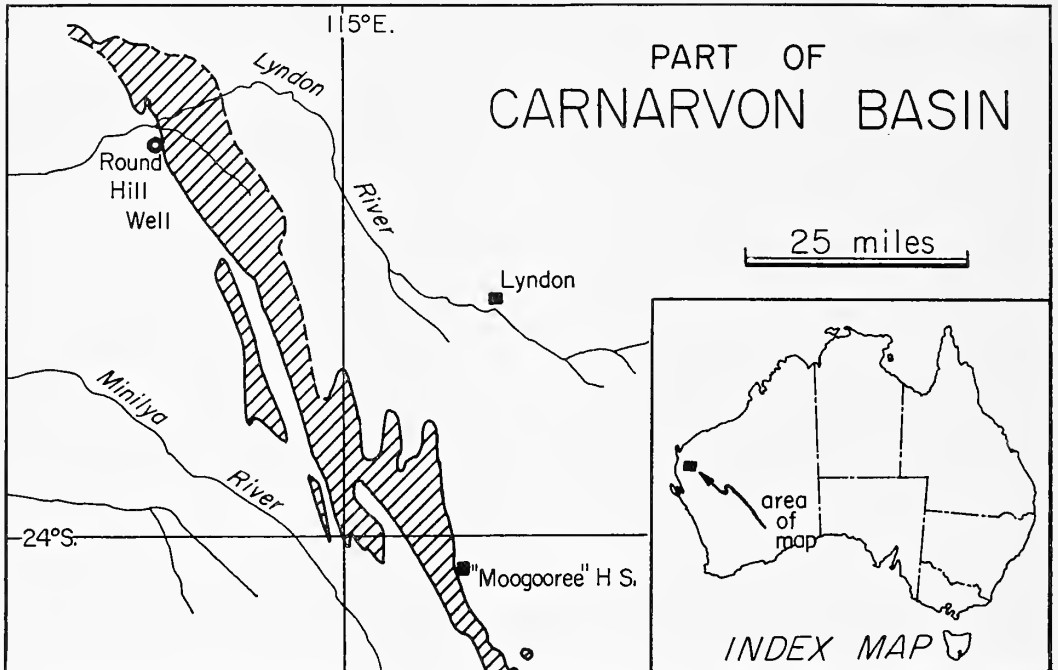 115°E.
PART OF
CARNARVON BASIN
Lyndon
River
Round
Hill
Well
25 miles
Lyndon
Minilya
River
24°S.
"Moogooree" H S.
area
of
map
INDEX MAP